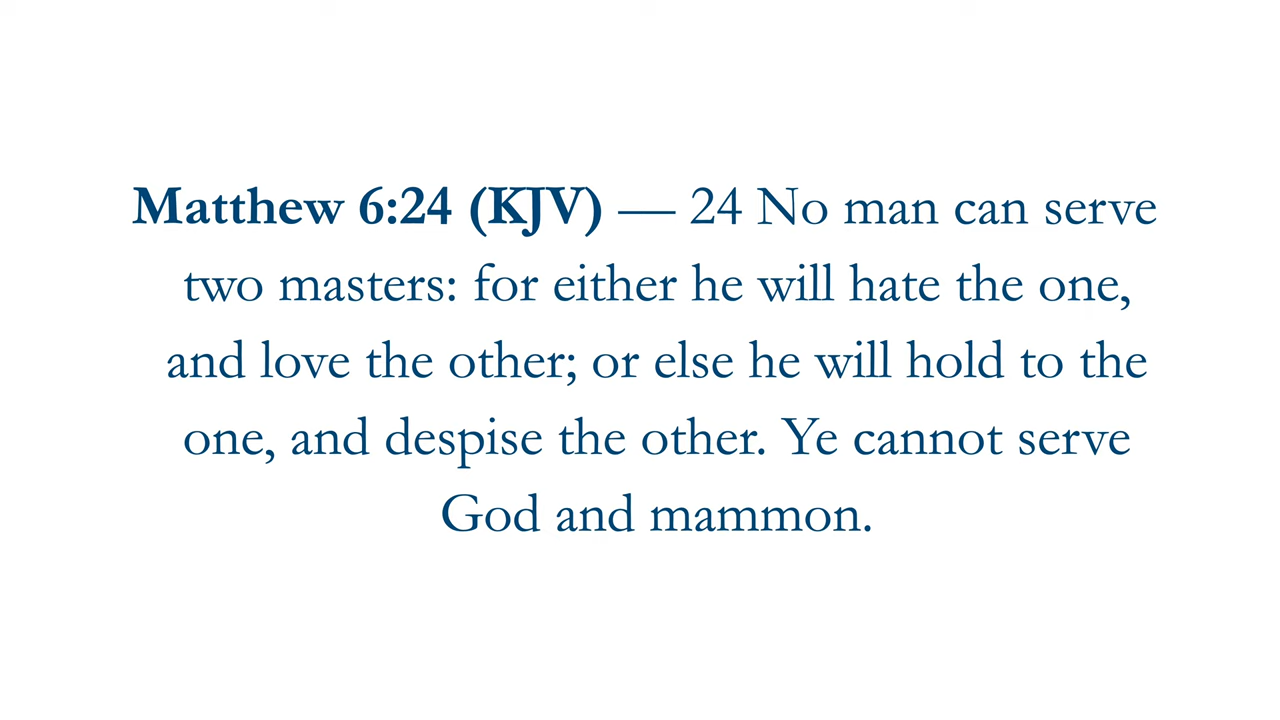 Matthew 6:24 (KJV) — 24 No man can serve
two masters: for either he will hate the one,
and love the other; or else he will hold to the
one, and despise the other. Ye cannot serve
God and mammon.